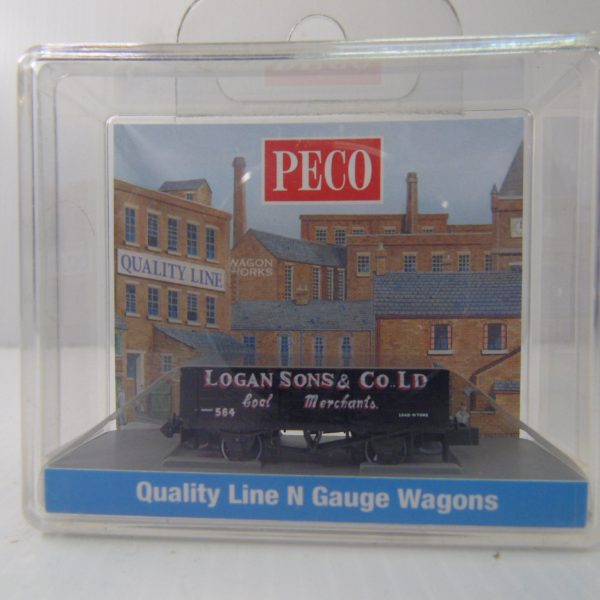 PECO
WAGON
WORKS
QUALITY LINE
LOGAN SONS & CO. LD
Coal Merchants.
564
Quality Line N Gauge Wagons